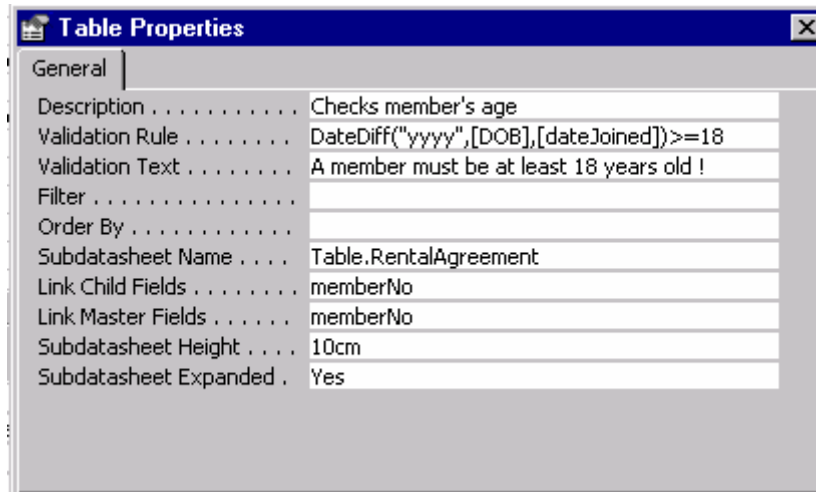 Table Properties
General
Description . . . . . . . . . . . Checks member's age
Validation Rule . . . . . . . . DateDiff("yyyy",[DOB],[dateJoined])>=18
Validation Text . . . . . . . . A member must be at least 18 years old !
Filter . . . . . . . . . . . . . . .
Order By . . . . . . . . . . . .
Subdatasheet Name . . . . Table.RentalAgreement
Link Child Fields . . . . . . . . memberNo
Link Master Fields . . . . . . memberNo
Subdatasheet Height . . . . 10cm
Subdatasheet Expanded . Yes